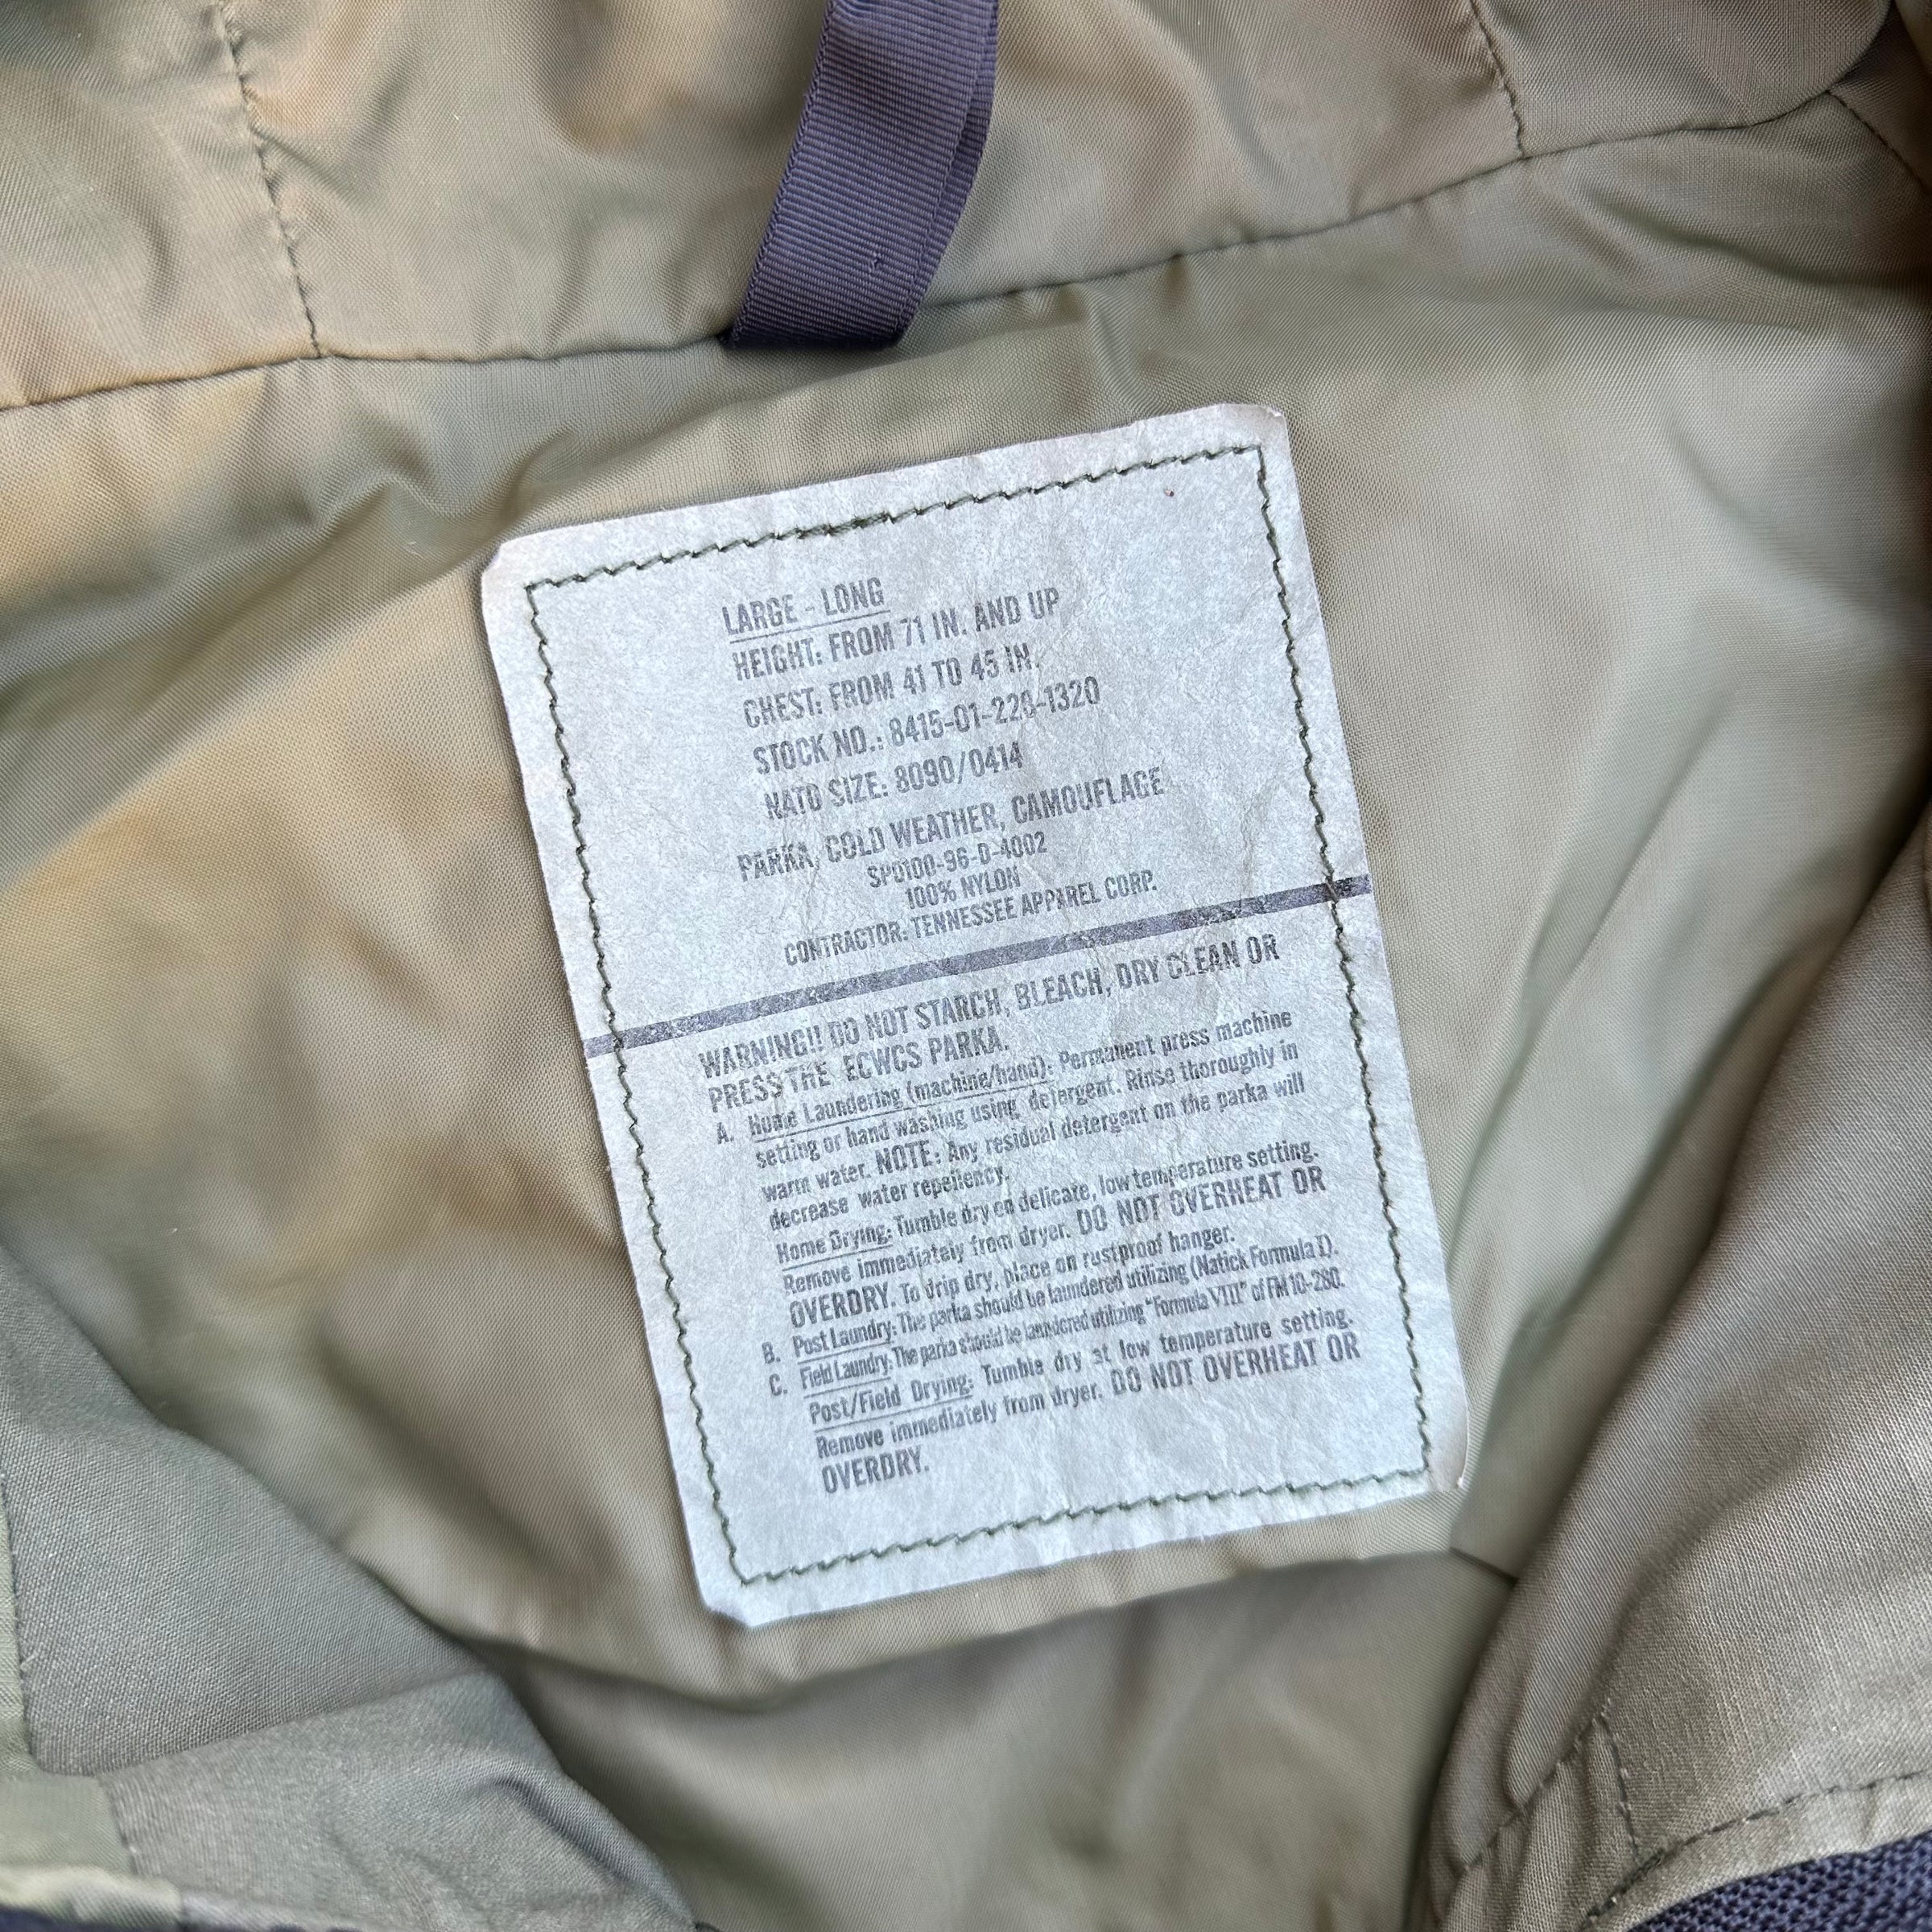 LARGE - LONG
HEIGHT: FROM 71 IN. AND UP
CHEST: FROM 41 TO 45 IN.
STOCK NO.: 8415-01-228-1320
NATO SIZE: 8090/0414
PARKA, COLD WEATHER, CAMOUFLAGE
SP0100-96-D-4002
100% NYLON
CONTRACTOR: TENNESSEE APPAREL CORP.
WARNING!! DO NOT STARCH, BLEACH, DRY CLEAN OR
PRESS THE ECWCS PARKA.
A. Home Laundering (machine/hand): Permanent press machine
setting or hand washing using detergent. Rinse thoroughly in
warm water. NOTE: Any residual detergent on the parka will
decrease water repellency.
Home Drying: Tumble dry on delicate, low temperature setting.
Remove immediately from dryer. DO NOT OVERHEAT OR
OVERDRY. To drip dry, place on rustproof hanger.
B. Post Laundry: The parka should be laundered utilizing (Natick Formula I).
C. Field Laundry: The parka should be laundered utilizing "Formula VIII" of FM 10-280.
Post/Field Drying: Tumble dry at low temperature setting.
Remove immediately from dryer. DO NOT OVERHEAT OR
OVERDRY.